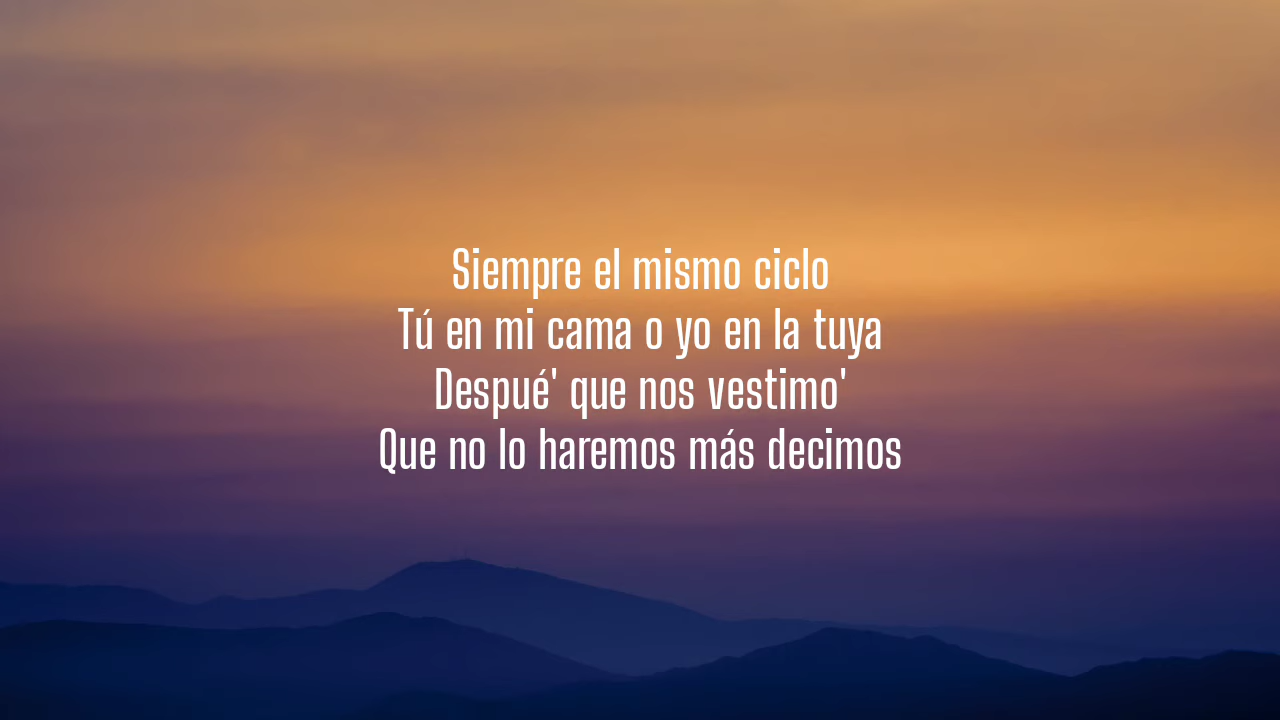 Siempre el mismo ciclo
Tú en mi cama o yo en la tuya
Despué' que nos vestimo'
Que no lo haremos más decimos